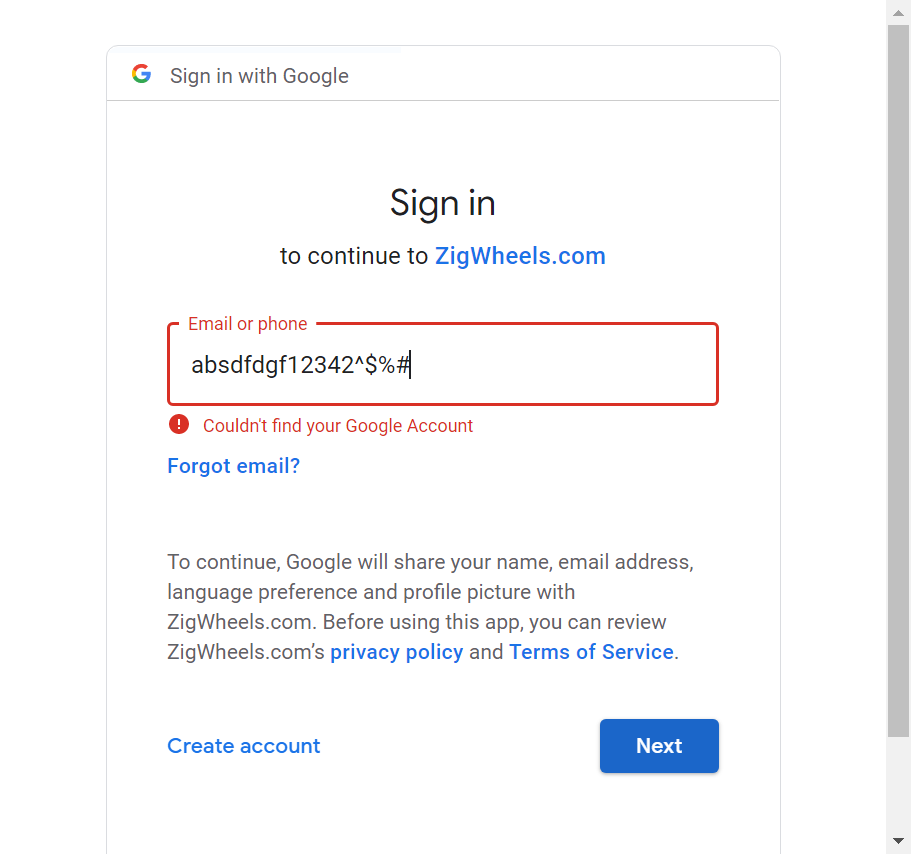 Sign in with Google
Sign in
to continue to ZigWheels.com
Email or phone
absdfdgf12342^$%#
Couldn't find your Google Account
Forgot email?
To continue, Google will share your name, email address,
language preference and profile picture with
ZigWheels.com. Before using this app, you can review
ZigWheels.com’s privacy policy and Terms of Service.
Create account
Next